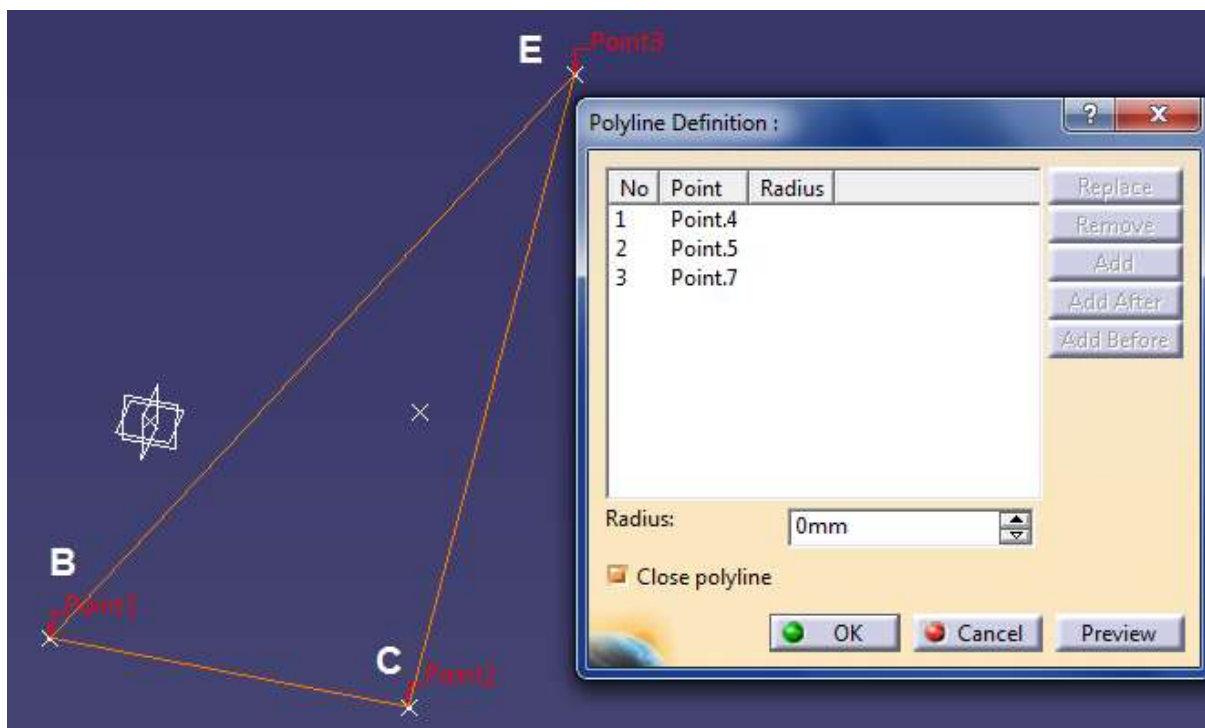 E
Point3
Polyline Definition :
?
X
No Point Radius
1 Point.4
2 Point.5
3 Point.7
Replace
Remove
Add
Add After
Add Before
Radius:
0mm
Close polyline
OK
Cancel
Preview
B
Point1
C
Point2